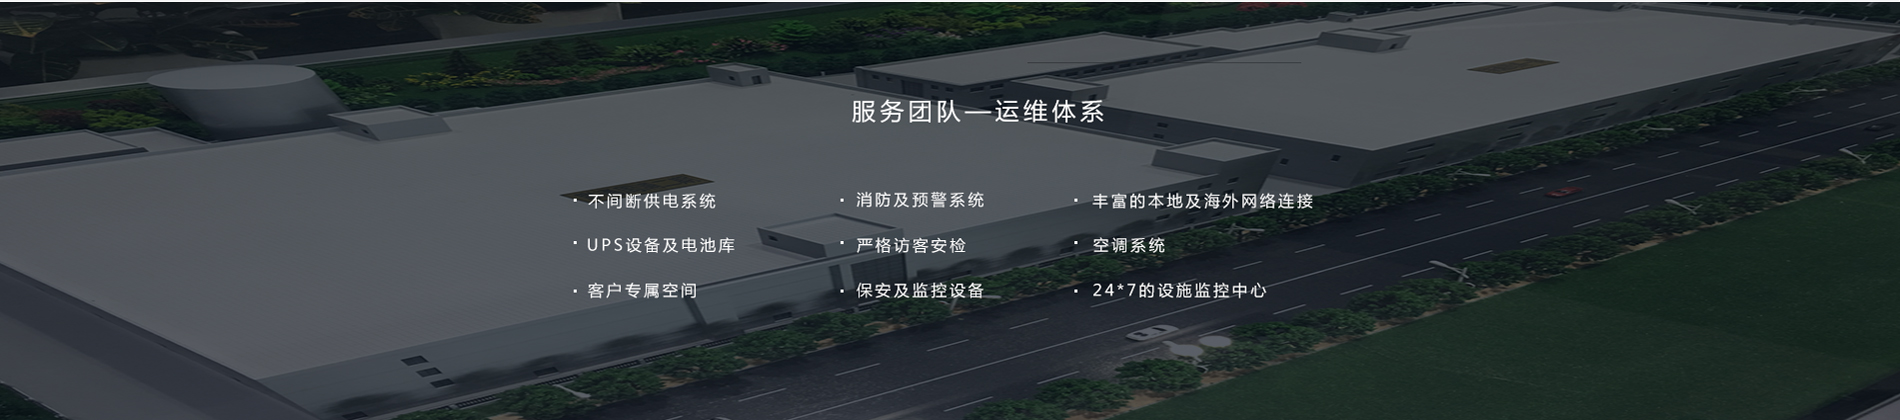 服务团队—运维体系
· 不间断供电系统 · 消防及预警系统 · 丰富的本地及海外网络连接
· UPS设备及电池库 · 严格访客安检 · 空调系统
· 客户专属空间 · 保安及监控设备 · 24*7的设施监控中心